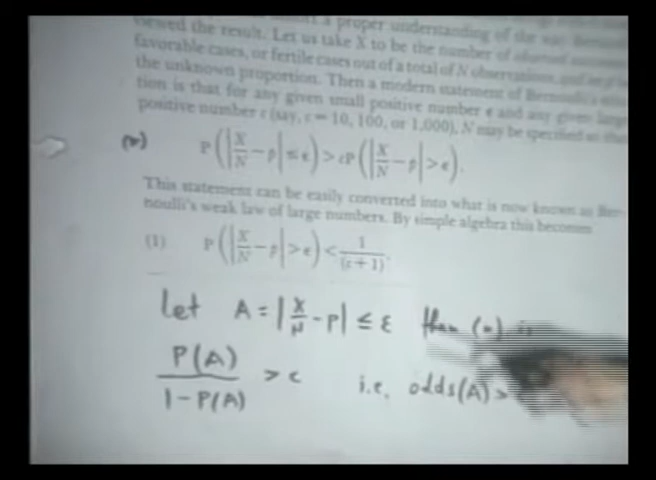 a proper understanding of the
viewed the result. Let us take X to be the number of
favorable cases, or fertile cases out of a total of N observations, and
the unknown proportion. Then a modern statement of Bernoulli's
tion is that for any given small positive number ε and any given large
positive number c (say, c = 10, 100, or 1,000), N may be specified so that
(*) P(|X/N − p| ≤ ε) > cP(|X/N − p| > ε).
This statement can be easily converted into what is now known as Ber-
noulli's weak law of large numbers. By simple algebra this becomes
(1) P(|X/N − p| > ε) < 1/(c+1).
Let A = |X/N − p| ≤ ε then (*) is
P(A)/1 − P(A) > c i.e. odds(A) >